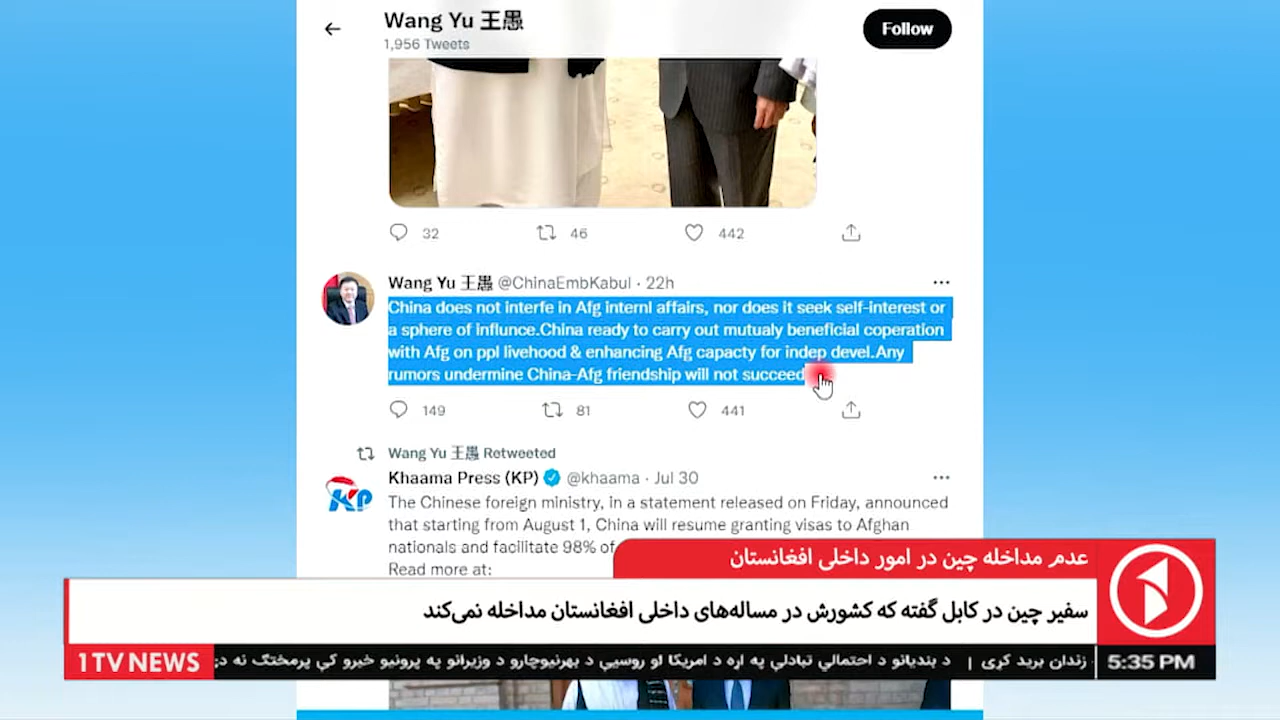 Wang Yu 王愚
1,956 Tweets
Follow
32 46 442
Wang Yu 王愚 @ChinaEmbKabul · 22h
China does not interfe in Afg internl affairs, nor does it seek self-interest or
a sphere of influnce.China ready to carry out mutualy beneficial coperation
with Afg on ppl livehood & enhancing Afg capacty for indep devel.Any
rumors undermine China-Afg friendship will not succeed
149 81 441
Wang Yu 王愚 Retweeted
Khaama Press (KP) @khaama · Jul 30
KP
The Chinese foreign ministry, in a statement released on Friday, announced
that starting from August 1, China will resume granting visas to Afghan
nationals and facilitate 98% of
Read more at:
عدم مداخله چین در امور داخلی افغانستان
سفیر چین در کابل گفته که کشورش در مساله‌های داخلی افغانستان مداخله نمی‌کند
1TV NEWS
زندان برید کړی | د بندیانو د احتمالي تبادلې په اړه د امریکا او روسیې د بهرنیوچارو د وزیرانو په پرونیو خبرو کې پرمختګ نه دی
5:35 PM